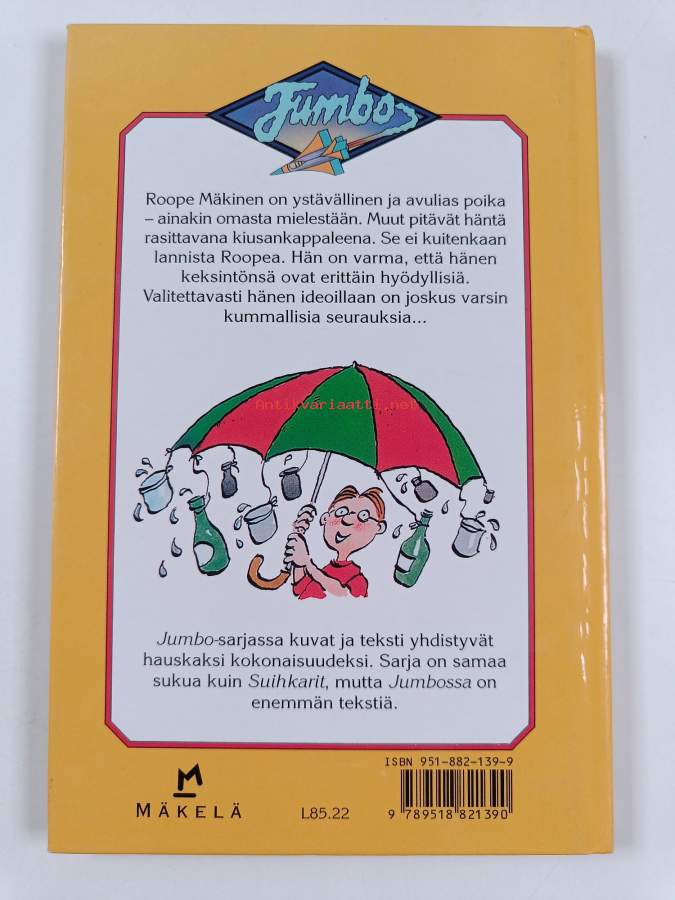 Jumbo
Roope Mäkinen on ystävällinen ja avulias poika
– ainakin omasta mielestään. Muut pitävät häntä
rasittavana kiusankappaleena. Se ei kuitenkaan
lannista Roopea. Hän on varma, että hänen
keksintönsä ovat erittäin hyödyllisiä.
Valitettavasti hänen ideoillaan on joskus varsin
kummallisia seurauksia...
Antikvariaatti.net
Jumbo-sarjassa kuvat ja teksti yhdistyvät
hauskaksi kokonaisuudeksi. Sarja on samaa
sukua kuin Suihkarit, mutta Jumbossa on
enemmän tekstiä.
ISBN 951-882-139-9
M
MÄKELÄ
L85.22
9 789518 821390